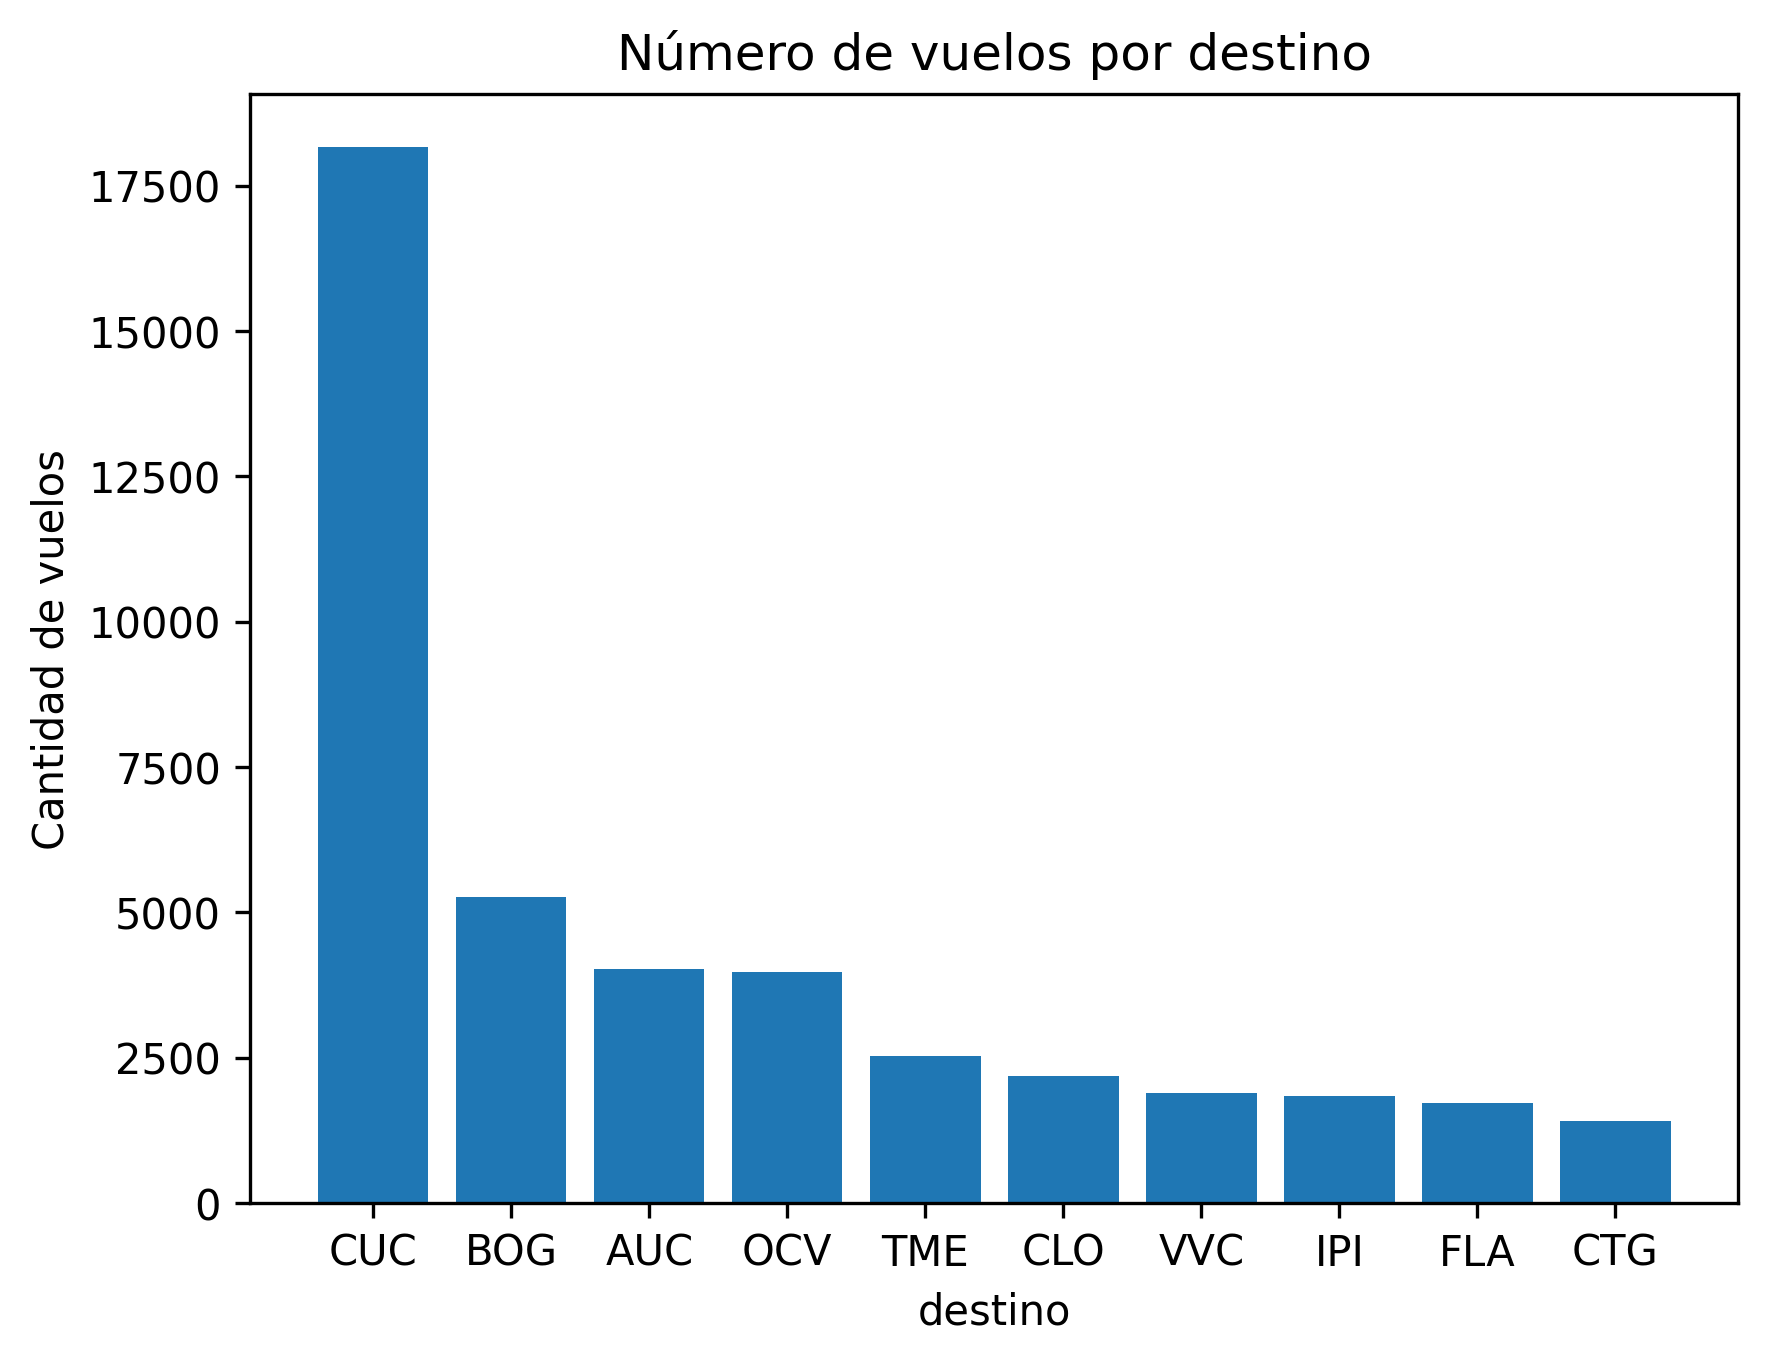 Número de vuelos por destino
Cantidad de vuelos
17500
15000
12500
10000
7500
5000
2500
0
CUC BOG AUC OCV TME CLO VVC IPI FLA CTG
destino